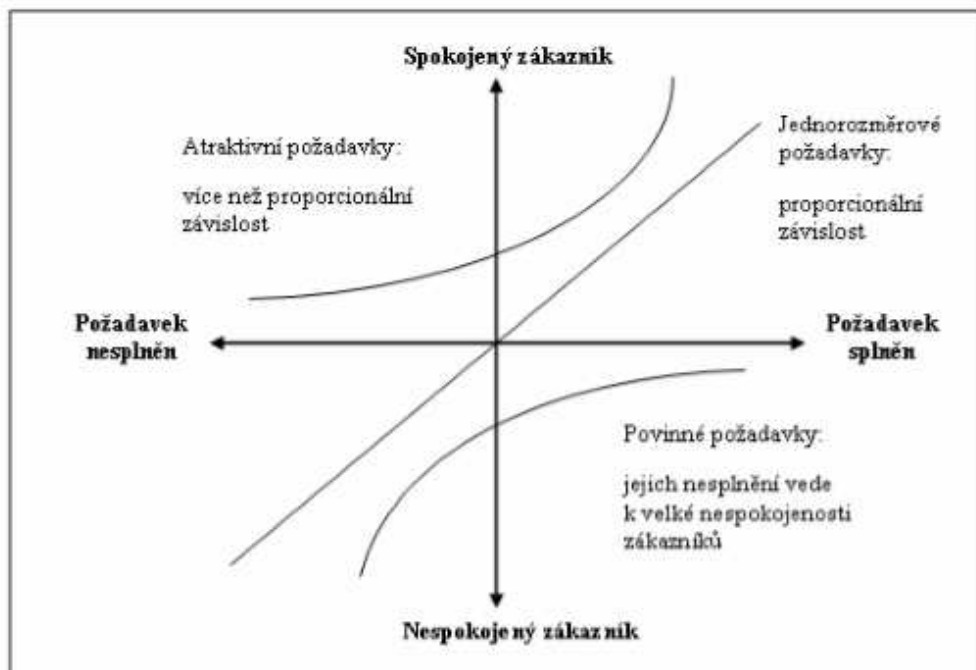 Spokojený zákazník
Atraktivní požadavky:
více než proporcionální
závislost
Jednorozměrové
požadavky:
proporcionální
závislost
Požadavek
nesplněn
Požadavek
splněn
Povinné požadavky:
jejich nesplnění vede
k velké nespokojenosti
zákazníků
Nespokojený zákazník